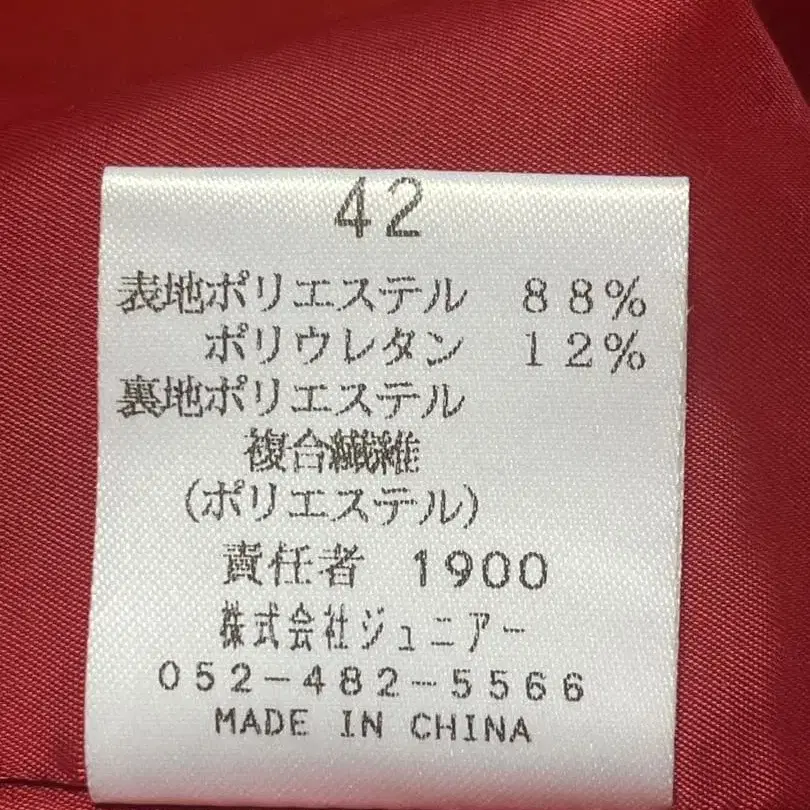 42
表地ポリエステル 88%
ポリウレタン 12%
裏地ポリエステル
複合繊維
(ポリエステル)
責任者 1900
株式会社ジュニアー
052-482-5566
MADE IN CHINA